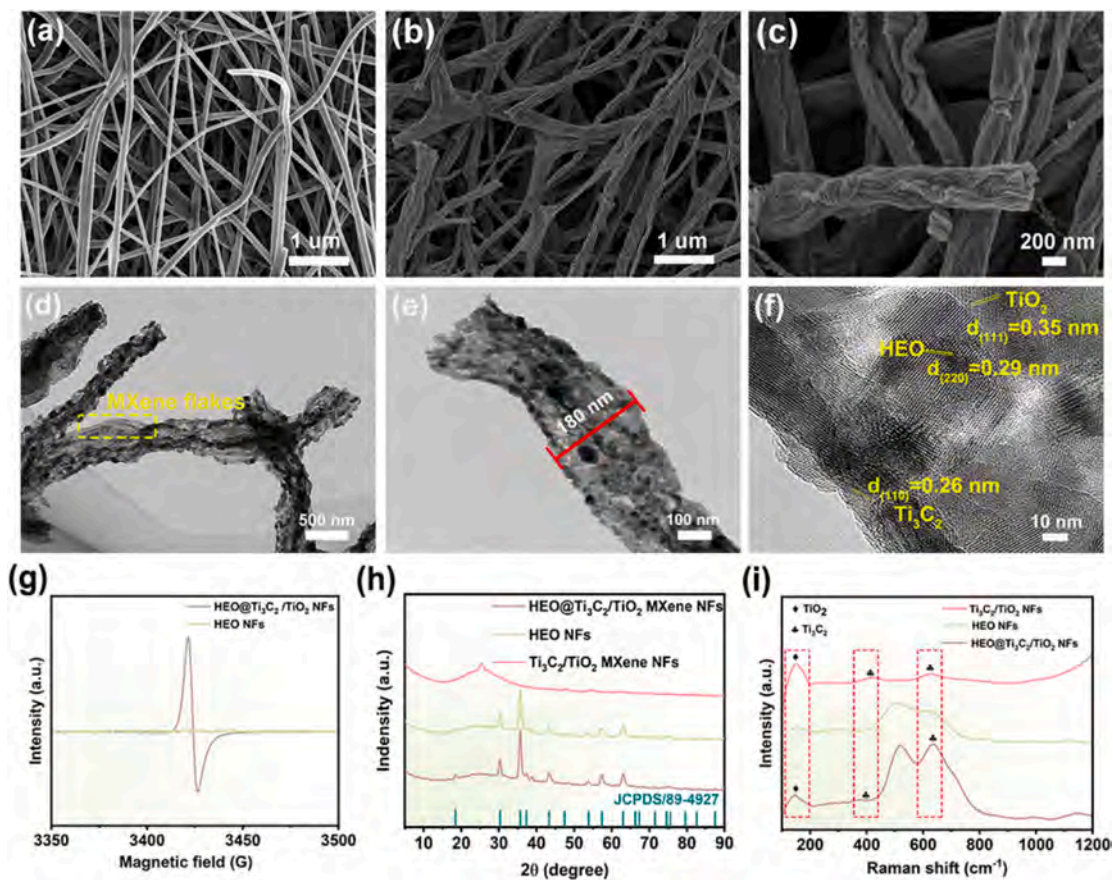 (a)
1 um
(b)
1 um
(c)
200 nm
(d)
MXene flakes
500 nm
(e)
180 nm
100 nm
(f)
TiO₂
d₍₁₁₁₎=0.35 nm
HEO
d₍₂₂₀₎=0.29 nm
d₍₁₁₀₎=0.26 nm
Ti₃C₂
10 nm
(g)
HEO@Ti₃C₂ /TiO₂ NFs
HEO NFs
Intensity (a.u.)
3350 3400 3450 3500
Magnetic field (G)
(h)
HEO@Ti₃C₂/TiO₂ MXene NFs
HEO NFs
Ti₃C₂/TiO₂ MXene NFs
Indensity (a.u.)
JCPDS/89-4927
10 20 30 40 50 60 70 80 90
2θ (degree)
(i)
♦ TiO₂
♣ Ti₃C₂
Ti₃C₂/TiO₂ NFs
HEO NFs
HEO@Ti₃C₂/TiO₂ NFs
Intensity (a.u.)
200 400 600 800 1000 1200
Raman shift (cm⁻¹)